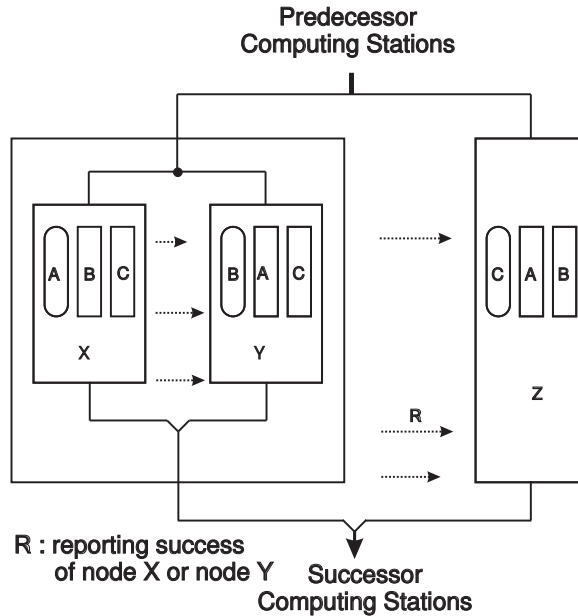 Predecessor
Computing Stations
A B C
B A C
C A B
X
Y
Z
R
R : reporting success
of node X or node Y
Successor
Computing Stations